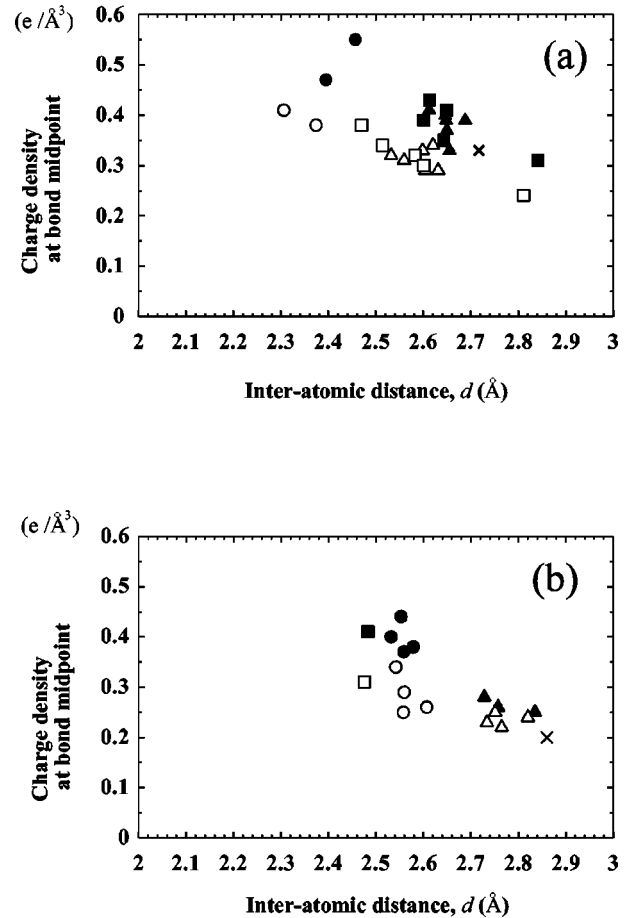 (e /Å³)
(a)
0.6
0.5
0.4
0.3
0.2
0.1
0
Charge density
at bond midpoint
2 2.1 2.2 2.3 2.4 2.5 2.6 2.7 2.8 2.9 3
Inter-atomic distance, d (Å)
(e /Å³)
(b)
0.6
0.5
0.4
0.3
0.2
0.1
0
Charge density
at bond midpoint
2 2.1 2.2 2.3 2.4 2.5 2.6 2.7 2.8 2.9 3
Inter-atomic distance, d (Å)